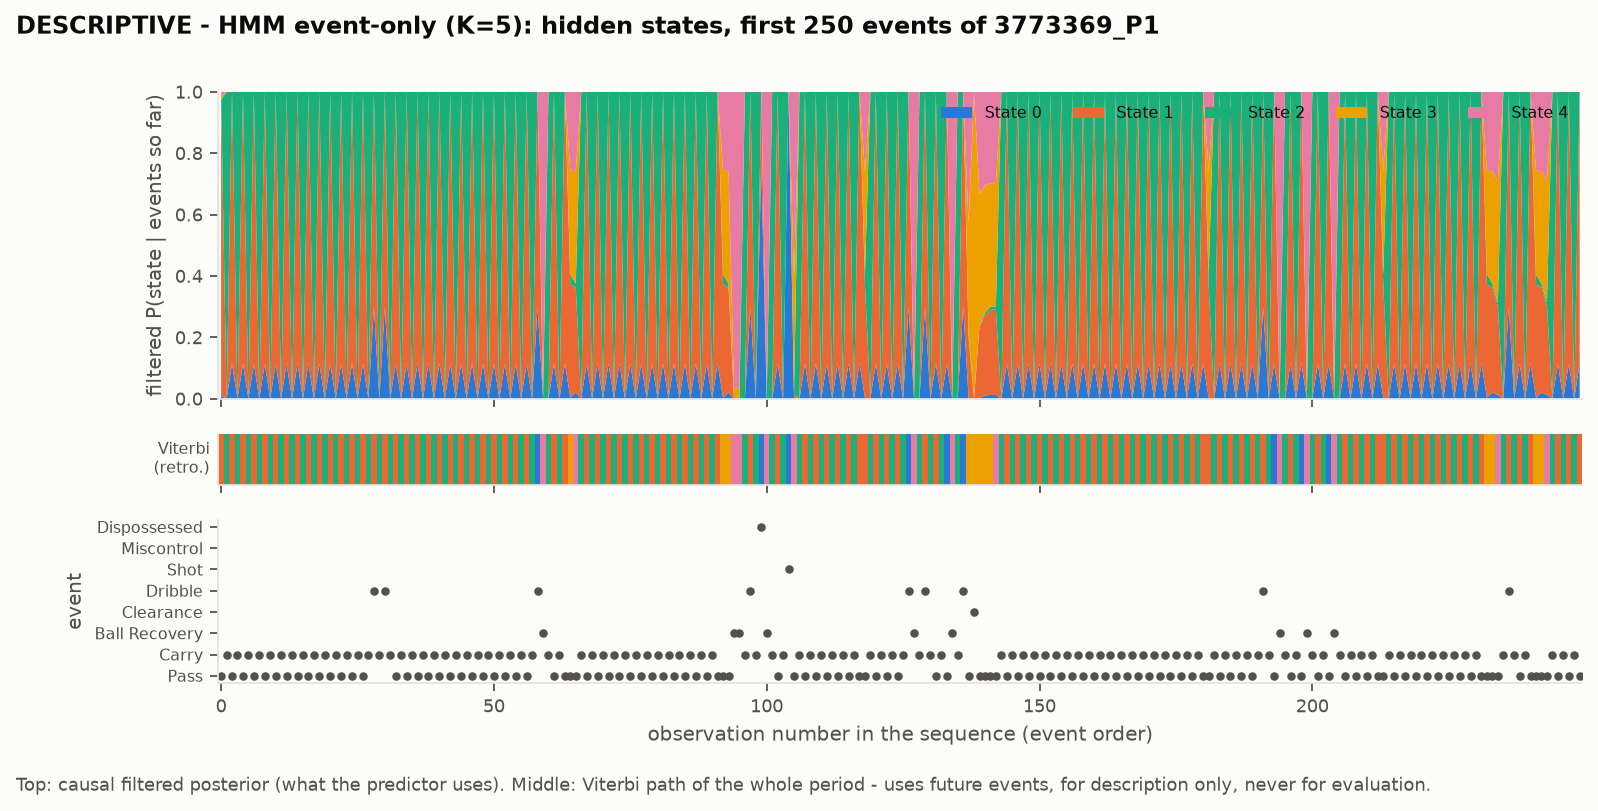 DESCRIPTIVE - HMM event-only (K=5): hidden states, first 250 events of 3773369_P1
filtered P(state | events so far)
1.0
0.8
0.6
0.4
0.2
0.0
State 0
State 1
State 2
State 3
State 4
Viterbi
(retro.)
event
Dispossessed
Miscontrol
Shot
Dribble
Clearance
Ball Recovery
Carry
Pass
0
50
100
150
200
observation number in the sequence (event order)
Top: causal filtered posterior (what the predictor uses). Middle: Viterbi path of the whole period - uses future events, for description only, never for evaluation.